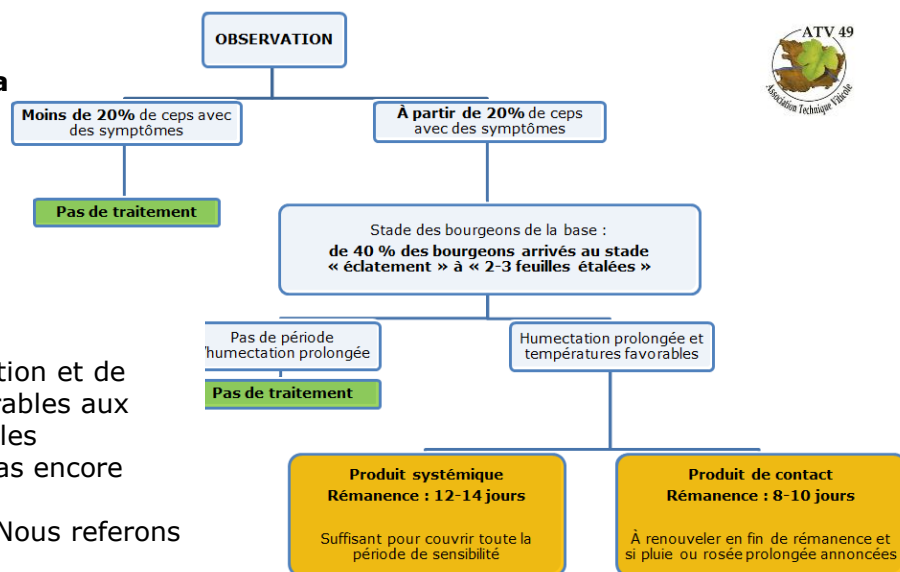 OBSERVATION
ATV 49
Association Technique Viticole
a
Moins de 20% de ceps avec
des symptômes
À partir de 20% de ceps
avec des symptômes
Pas de traitement
Stade des bourgeons de la base :
de 40 % des bourgeons arrivés au stade
« éclatement » à « 2-3 feuilles étalées »
Pas de période
'humectation prolongée
Humectation prolongée et
températures favorables
Pas de traitement
tion et de
rables aux
les
as encore
Nous referons
Produit systémique
Rémanence : 12-14 jours
Suffisant pour couvrir toute la
période de sensibilité
Produit de contact
Rémanence : 8-10 jours
À renouveler en fin de rémanence et
si pluie ou rosée prolongée annoncées